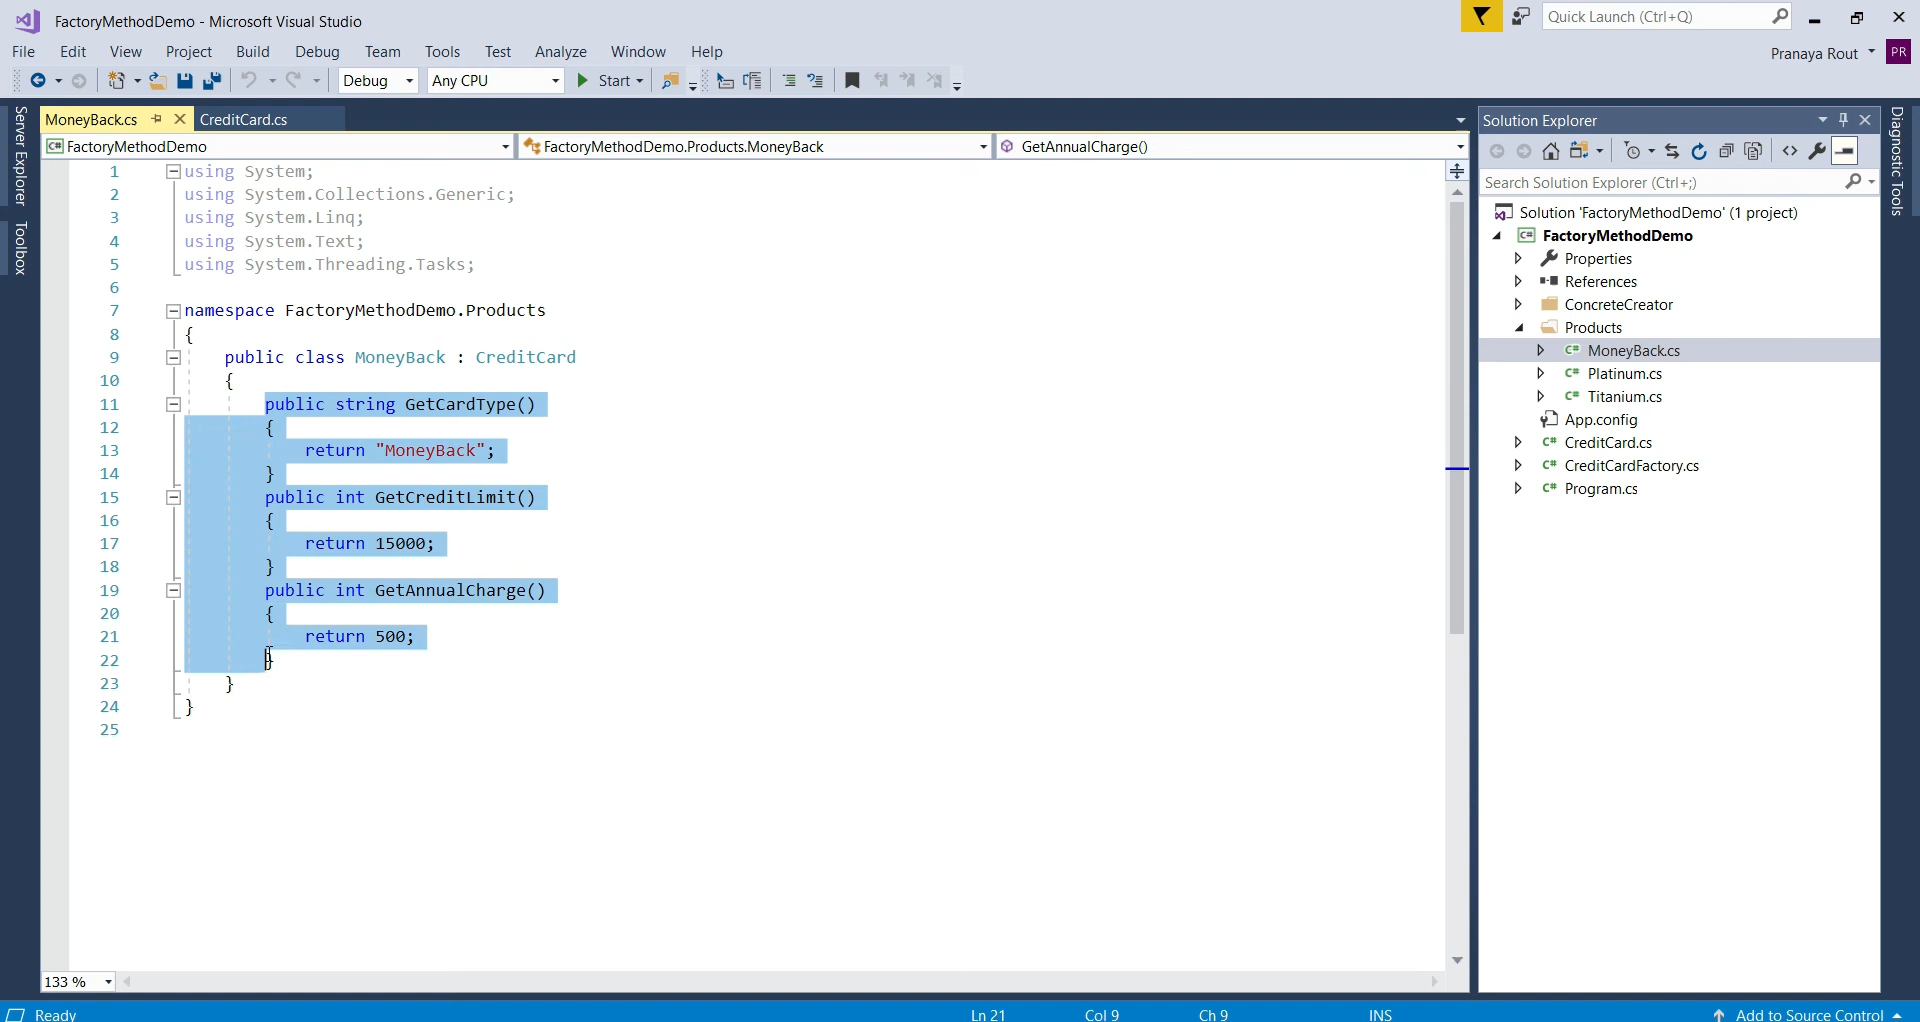 FactoryMethodDemo - Microsoft Visual Studio
Quick Launch (Ctrl+Q)
File Edit View Project Build Debug Team Tools Test Analyze Window Help
Pranaya Rout PR
Debug Any CPU Start
Server Explorer
Toolbox
MoneyBack.cs CreditCard.cs
FactoryMethodDemo FactoryMethodDemo.Products.MoneyBack GetAnnualCharge()
1 using System;
2 using System.Collections.Generic;
3 using System.Linq;
4 using System.Text;
5 using System.Threading.Tasks;
6
7 namespace FactoryMethodDemo.Products
8 {
9 public class MoneyBack : CreditCard
10 {
11 public string GetCardType()
12 {
13 return "MoneyBack";
14 }
15 public int GetCreditLimit()
16 {
17 return 15000;
18 }
19 public int GetAnnualCharge()
20 {
21 return 500;
22 }
23 }
24 }
25
133 %
Solution Explorer
Search Solution Explorer (Ctrl+;)
Solution 'FactoryMethodDemo' (1 project)
C# FactoryMethodDemo
Properties
References
ConcreteCreator
Products
C# MoneyBack.cs
C# Platinum.cs
C# Titanium.cs
App.config
C# CreditCard.cs
C# CreditCardFactory.cs
C# Program.cs
Diagnostic Tools
Ready Ln 21 Col 9 Ch 9 INS Add to Source Control